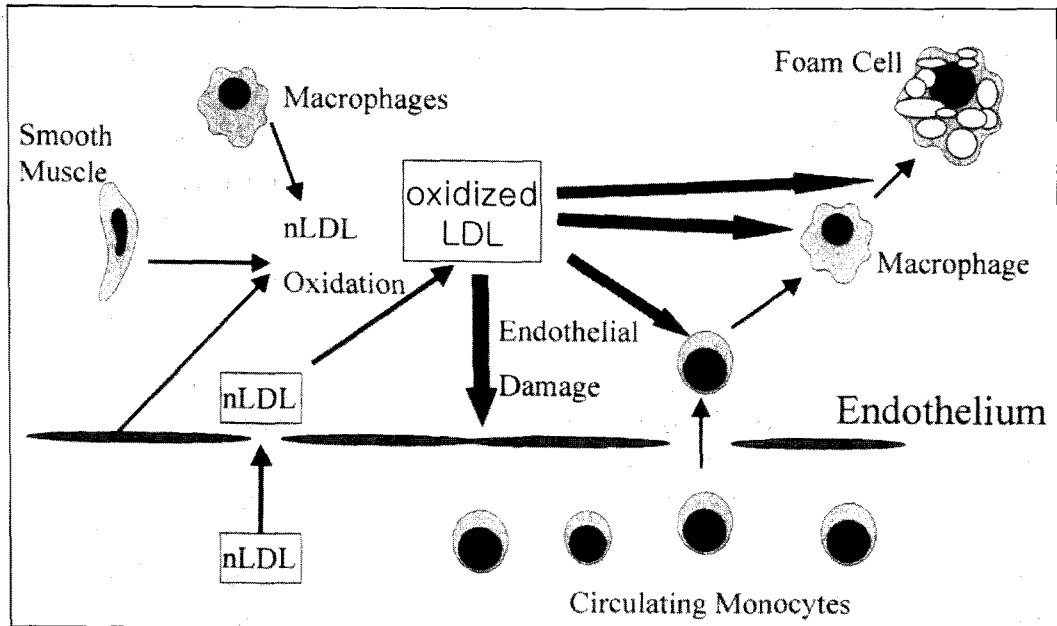 Foam Cell
Macrophages
Smooth
Muscle
oxidized
LDL
nLDL
Oxidation
Macrophage
Endothelial
Damage
nLDL
Endothelium
nLDL
Circulating Monocytes